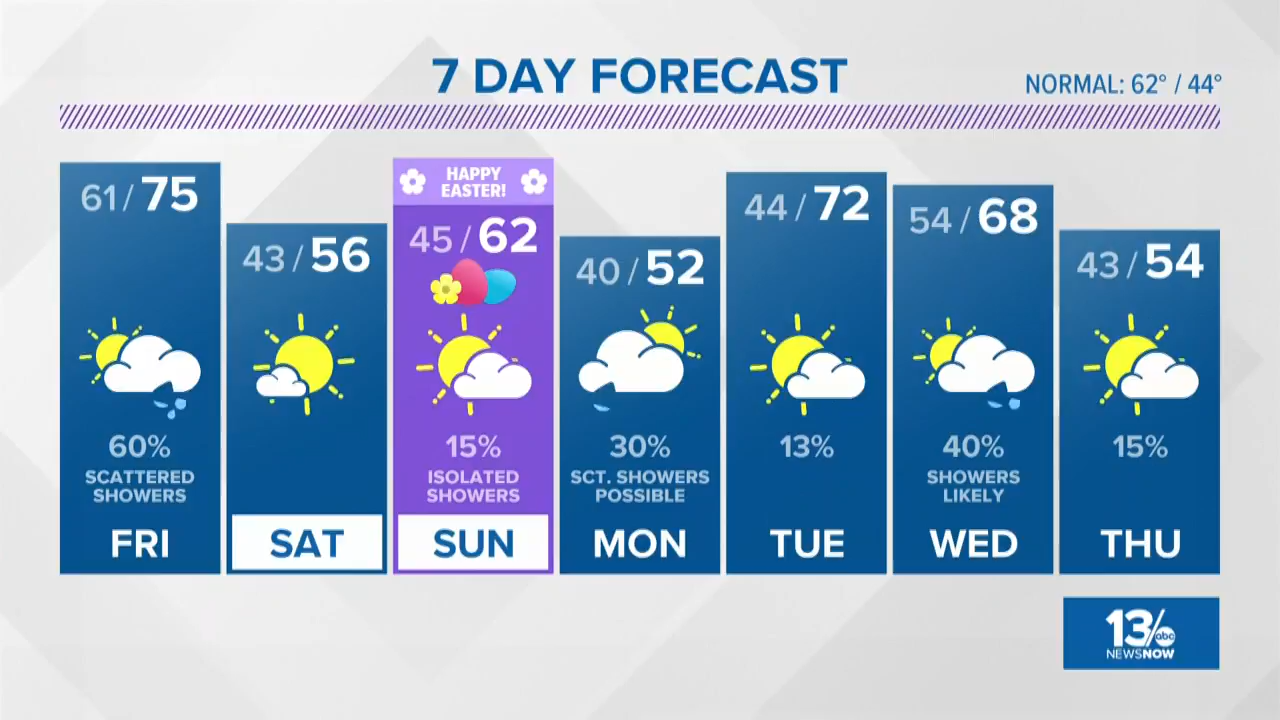 7 DAY FORECAST
NORMAL: 62° / 44°
61 / 75
60%
SCATTERED
SHOWERS
FRI
43 / 56
SAT
HAPPY
EASTER!
45 / 62
15%
ISOLATED
SHOWERS
SUN
40 / 52
30%
SCT. SHOWERS
POSSIBLE
MON
44 / 72
13%
TUE
54 / 68
40%
SHOWERS
LIKELY
WED
43 / 54
15%
THU
13 abc
NEWSNOW